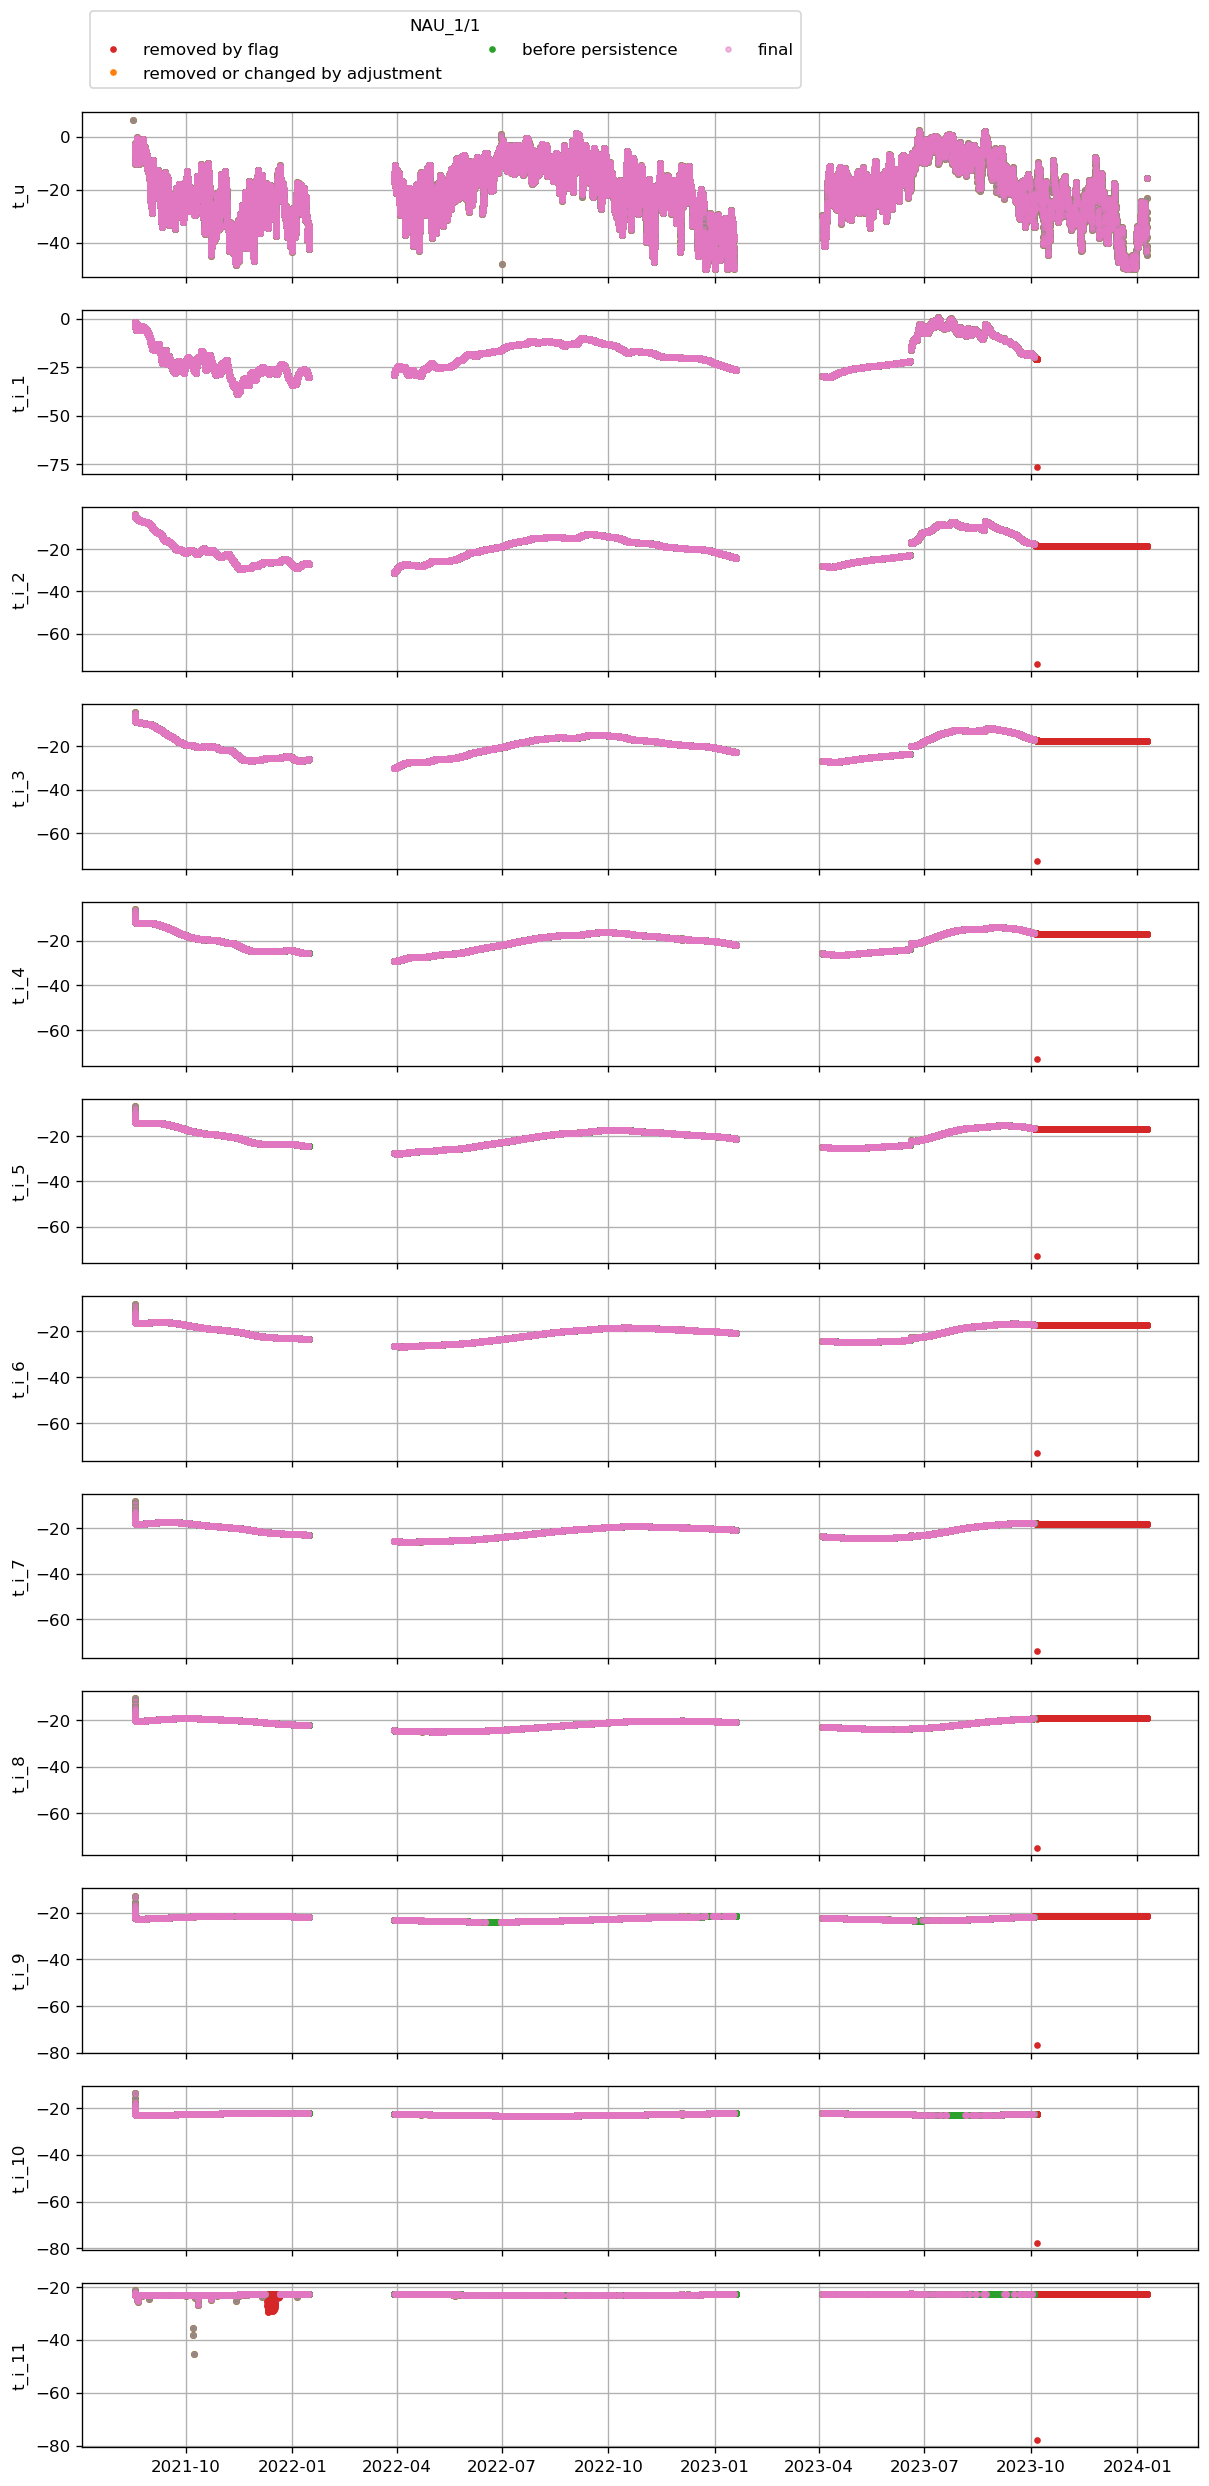 NAU_1/1
removed by flag
removed or changed by adjustment
before persistence
final
0
−20
−40
t_u
0
−25
−50
−75
t_i_1
−20
−40
−60
t_i_2
−20
−40
−60
t_i_3
−20
−40
−60
t_i_4
−20
−40
−60
t_i_5
−20
−40
−60
t_i_6
−20
−40
−60
t_i_7
−20
−40
−60
t_i_8
−20
−40
−60
−80
t_i_9
−20
−40
−60
−80
t_i_10
−20
−40
−60
−80
t_i_11
2021-10 2022-01 2022-04 2022-07 2022-10 2023-01 2023-04 2023-07 2023-10 2024-01